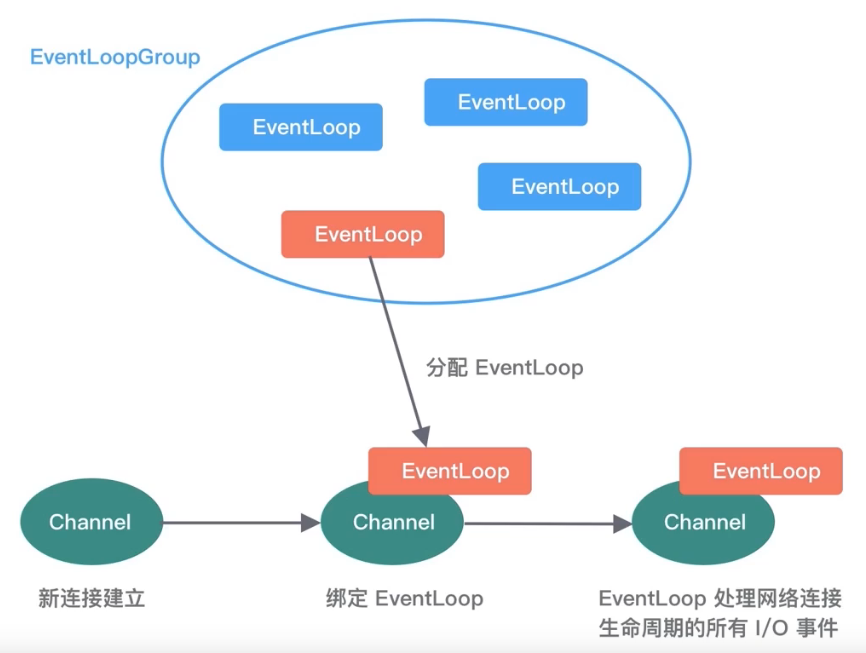 EventLoopGroup
EventLoop
EventLoop
EventLoop
EventLoop
分配 EventLoop
EventLoop
EventLoop
Channel
Channel
Channel
新连接建立
绑定 EventLoop
EventLoop 处理网络连接
生命周期的所有 I/O 事件